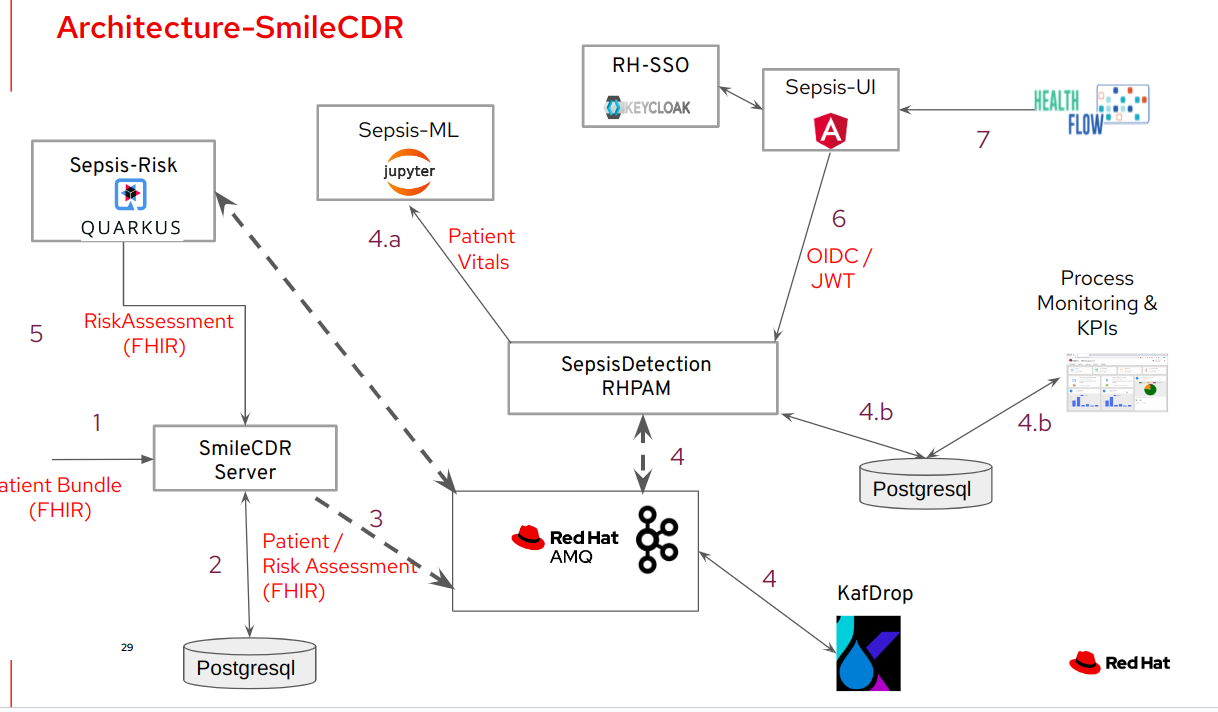 Architecture-SmileCDR
RH-SSO
KEYCLOAK
Sepsis-UI
A
HEALTH
FLOW
7
Sepsis-ML
jupyter
Sepsis-Risk
QUARKUS
4.a
Patient
Vitals
6
OIDC /
JWT
Process
Monitoring &
KPIs
5
RiskAssessment
(FHIR)
SepsisDetection
RHPAM
1
SmileCDR
Server
4
4.b
4.b
atient Bundle
(FHIR)
Postgresql
3
2
Patient /
Risk Assessment
(FHIR)
Red Hat
AMQ
4
KafDrop
29
Postgresql
Red Hat